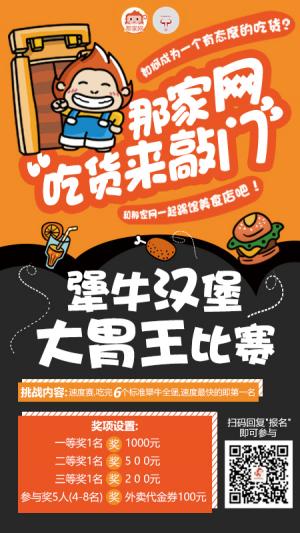 那家网
如何成为一个有态度的吃货？
那家网
“吃货来敲门”
和那家网一起踢馆美食店吧！
犀牛汉堡
大胃王比赛
挑战内容：速度赛，吃完6个标准犀牛全堡，速度最快的即第一名
奖项设置：
一等奖1名 奖 1000元
二等奖1名 奖 500元
三等奖1名 奖 200元
参与奖5人(4-8名) 奖 外卖代金券100元
扫码回复"报名"
即可参与